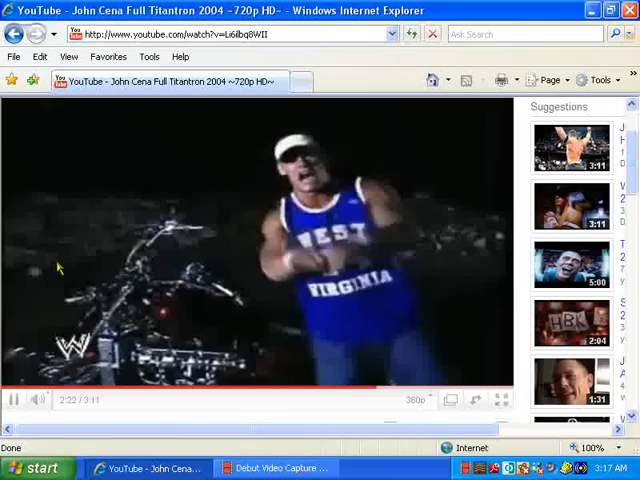 YouTube - John Cena Full Titantron 2004 ~720p HD~ - Windows Internet Explorer
http://www.youtube.com/watch?v=Li6ilbq8WII
Ask Search
File Edit View Favorites Tools Help
YouTube - John Cena Full Titantron 2004 ~720p HD~
Page Tools
Suggestions
3:11
3:11
5:00
HBK
2:04
1:31
WEST
VIRGINIA
W
2:22 / 3:11
360p
Done
Internet
100%
start
YouTube - John Cena...
Debut Video Capture ...
3:17 AM